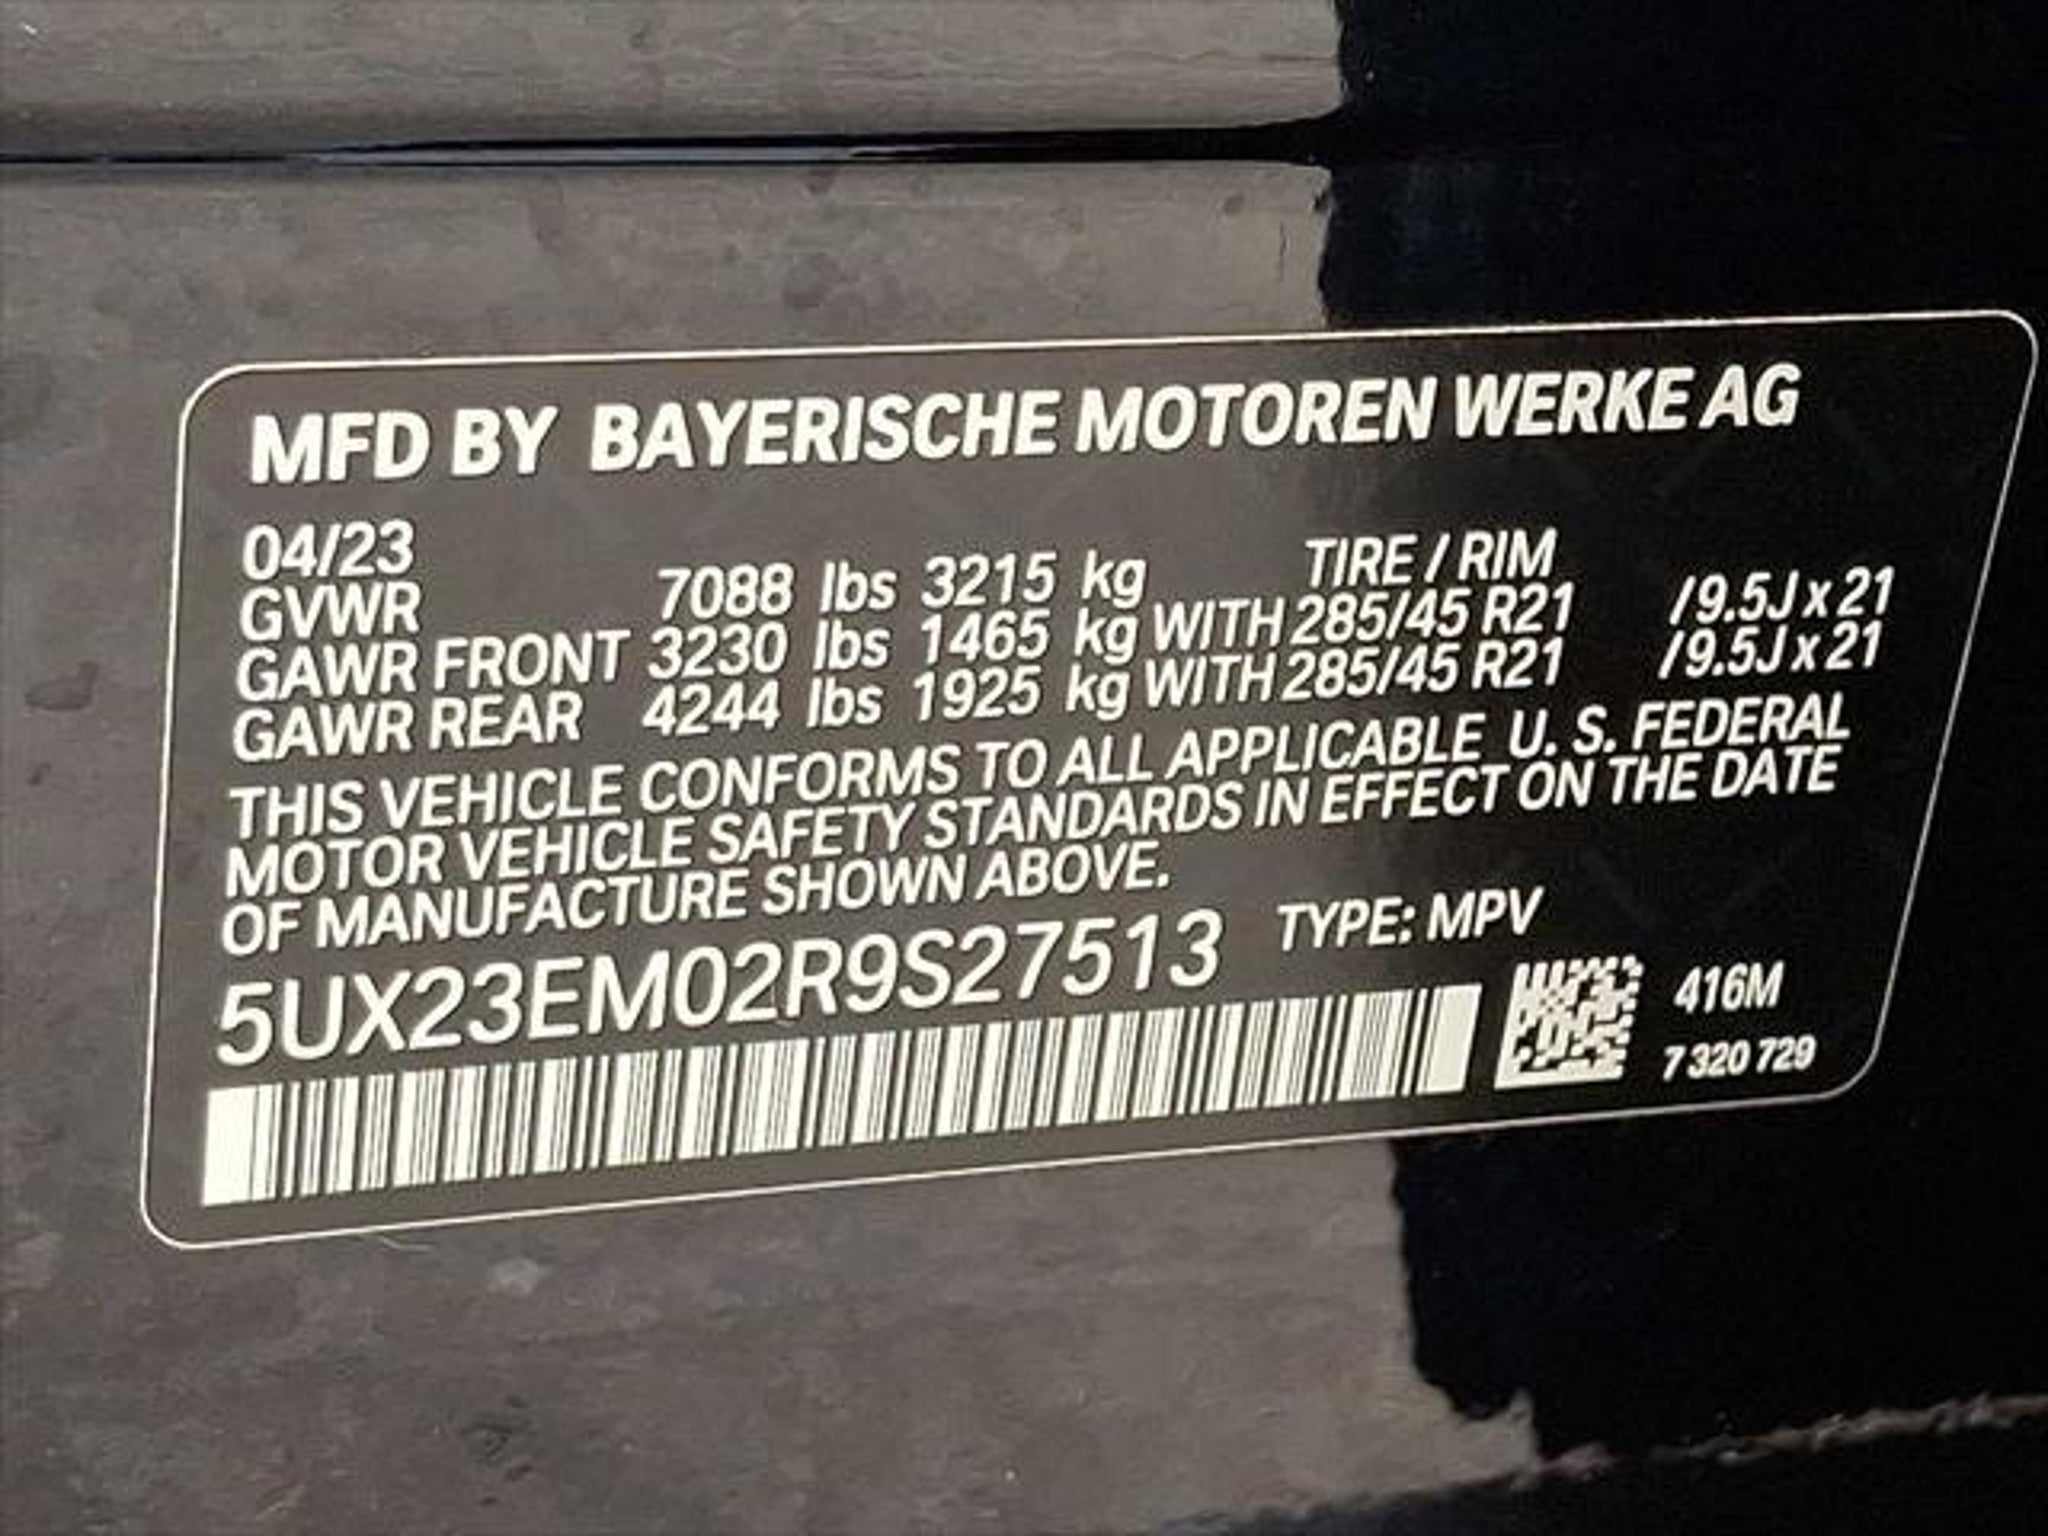 MFD BY BAYERISCHE MOTOREN WERKE AG
04/23 TIRE / RIM
GVWR 7088 lbs 3215 kg
GAWR FRONT 3230 lbs 1465 kg WITH 285/45 R21 /9.5J x 21
GAWR REAR 4244 lbs 1925 kg WITH 285/45 R21 /9.5J x 21
THIS VEHICLE CONFORMS TO ALL APPLICABLE U. S. FEDERAL
MOTOR VEHICLE SAFETY STANDARDS IN EFFECT ON THE DATE
OF MANUFACTURE SHOWN ABOVE.
5UX23EM02R9S27513 TYPE: MPV
416M
7 320 729